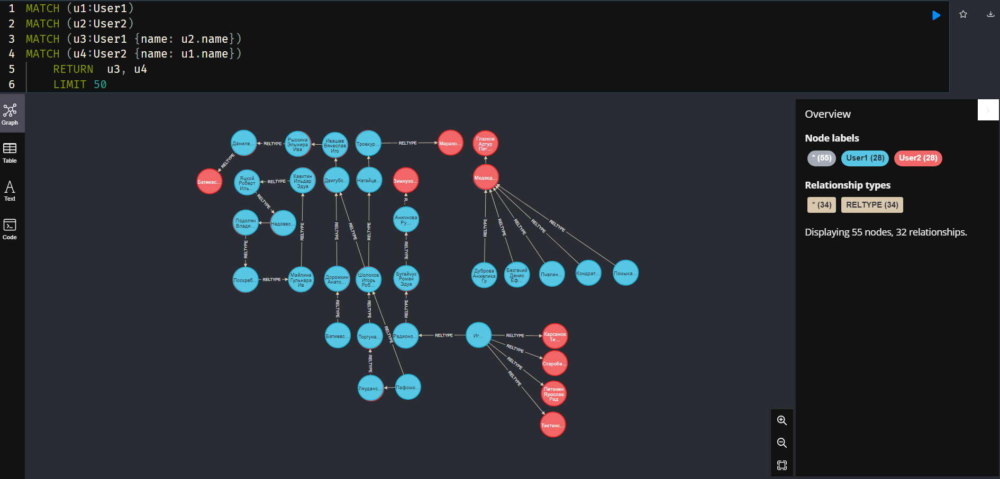 1 MATCH (u1:User1)
2 MATCH (u2:User2)
3 MATCH (u3:User1 {name: u2.name})
4 MATCH (u4:User2 {name: u1.name})
5 RETURN u3, u4
6 LIMIT 50
Graph
Table
Text
Code
Даниле...
RELTYPE
Рыскина
Эльмира
Ива
Ивашев
Вячеслав
Иго
Троекур...
RELTYPE
Марахо...
Глазков
Артур
Пет...
RELTYPE
Батиевс...
Яцкой
Роберт
Иль...
RELTYPE
Каехтин
Ильдар
Эдуа
Двигубс...
Нагайце...
Зимнухо...
Медвед...
RELTYPE
R...
Подолян
Влади...
Недовес...
RELTYPE
RELTYPE
RELTYPE
RELTYPE
Анихнова
Ру...
RELTYPE
RELTYPE
RELTYPE
RELTYPE
RELTYPE
RELTYPE
RELTYPE
Поскреб...
RELTYPE
Майлина
Гульнара
Ив
Дорожкин
Анато...
Шолохов
Игорь
Роб...
Бугайчук
Роман
Эдуа
Дуброва
Анжелика
Гр
Безгачий
Денис
Еф...
Пчелин...
Кондрат...
Помыка...
RELTYPE
RELTYPE
RELTYPE
RELTYPE
Батиевс...
Торгуна...
Радионо...
RELTYPE
Иг...
RELTYPE
Карсанов
Ти...
RELTYPE
Староби...
RELTYPE
RELTYPE
RELTYPE
Ляуданс...
Пафомо...
Питенин
Ярослав
Рад
Тиктинс...
Overview
Node labels
* (55)
User1 (28)
User2 (28)
Relationship types
* (34)
RELTYPE (34)
Displaying 55 nodes, 32 relationships.